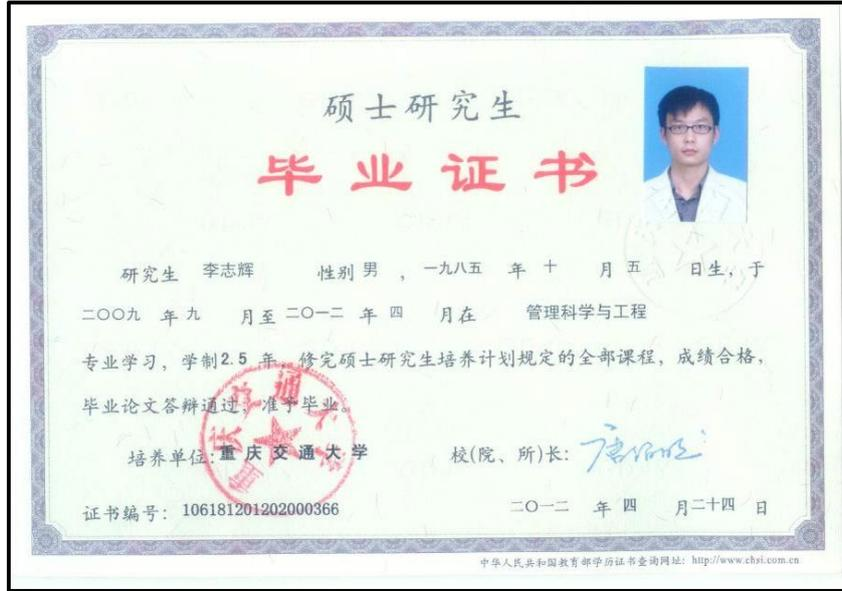 硕士研究生
毕业证书
研究生 李志辉 性别 男 ，一九八五 年 十 月 五 日生，于
二〇〇九 年 九 月至 二〇一二 年 四 月在 管理科学与工程
专业学习，学制2.5 年，修完硕士研究生培养计划规定的全部课程，成绩合格，
毕业论文答辩通过，准予毕业。
培养单位：重庆交通大学 校(院、所)长：
证书编号：106181201202000366 二〇一二 年 四 月二十四 日
重庆交通大学
中华人民共和国教育部学历证书查询网址：http://www.chsi.com.cn